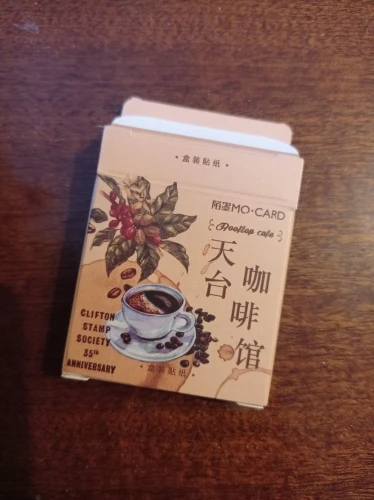 • 盒装贴纸 •
陌墨MO·CARD
Rooftop cafe
天台
咖啡馆
CLIFTON
STAMP
SOCIETY
35th
ANNIVERSARY
• 盒装贴纸 •